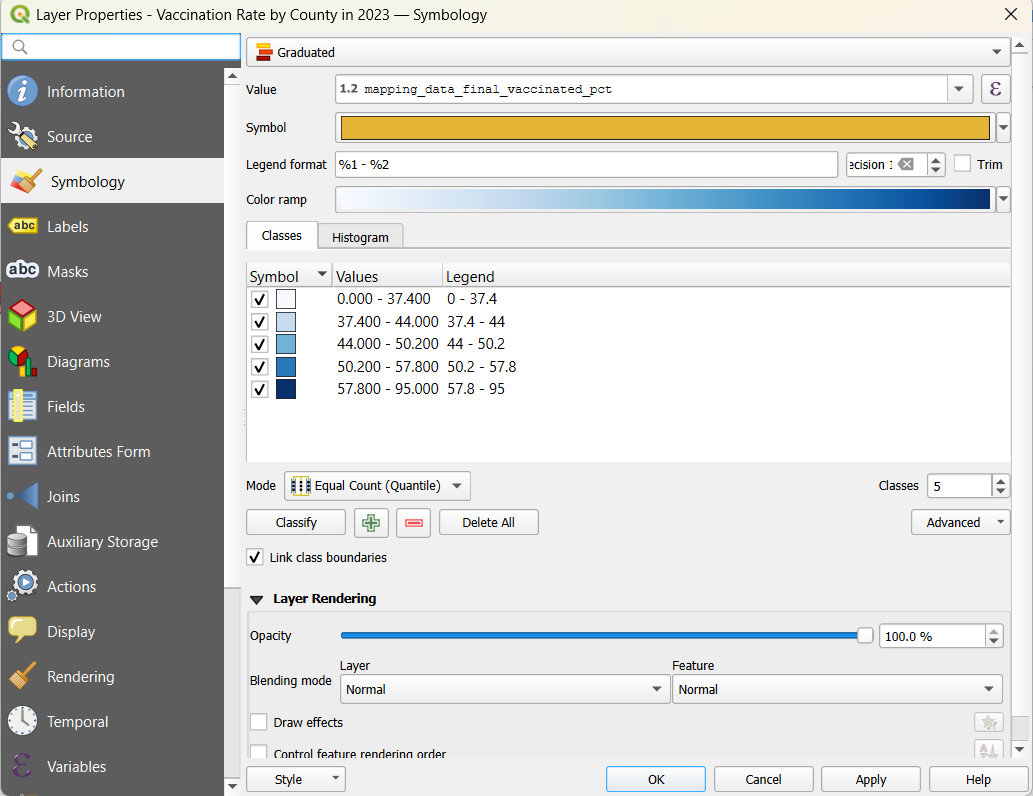 Layer Properties - Vaccination Rate by County in 2023 — Symbology
Information
Source
Symbology
abc Labels
abc Masks
3D View
Diagrams
Fields
Attributes Form
Joins
Auxiliary Storage
Actions
Display
Rendering
Temporal
Variables
Graduated
Value 1.2 mapping_data_final_vaccinated_pct ε
Symbol
Legend format %1 - %2 ecision 1 Trim
Color ramp
Classes Histogram
Symbol Values Legend
0.000 - 37.400 0 - 37.4
37.400 - 44.000 37.4 - 44
44.000 - 50.200 44 - 50.2
50.200 - 57.800 50.2 - 57.8
57.800 - 95.000 57.8 - 95
Mode Equal Count (Quantile) Classes 5
Classify Delete All Advanced
Link class boundaries
Layer Rendering
Opacity 100.0 %
Layer Feature
Blending mode Normal Normal
Draw effects
Control feature rendering order
Style OK Cancel Apply Help